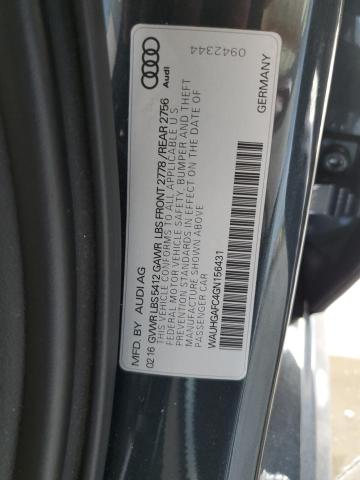 MFD. BY AUDI AG
02 16 GVWR LBS 5412 GAWR LBS FRONT 2778 / REAR 2756
THIS VEHICLE CONFORMS TO ALL APPLICABLE U S
FEDERAL MOTOR VEHICLE SAFETY, BUMPER AND THEFT
PREVENTION STANDARDS IN EFFECT ON THE DATE OF
MANUFACTURE SHOWN ABOVE
PASSENGER CAR
WAUHGAFC4GN156431
GERMANY
Audi
0942344